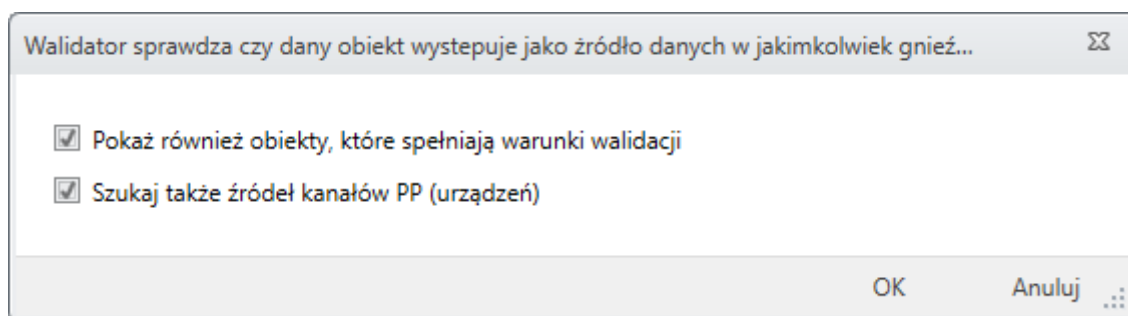 Walidator sprawdza czy dany obiekt wystepuje jako źródło danych w jakimkolwiek gnieź...
Pokaż również obiekty, które spełniają warunki walidacji
Szukaj także źródeł kanałów PP (urządzeń)
OK Anuluj